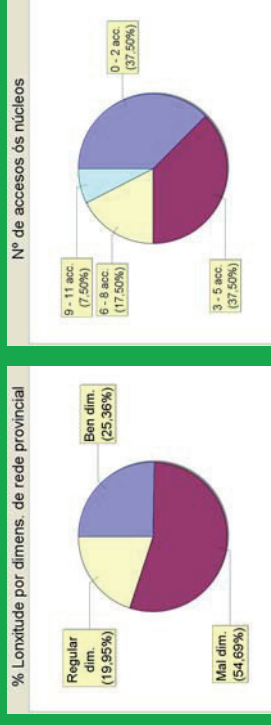 % Lonxitude por dimens. de rede provincial
Regular
dim.
(19,95%)
Ben dim.
(25,36%)
Mal dim.
(54,69%)
Nº de accesos ós núcleos
9 - 11 acc.
(7,50%)
6 - 8 acc.
(17,50%)
0 - 2 acc.
(37,50%)
3 - 5 acc.
(37,50%)